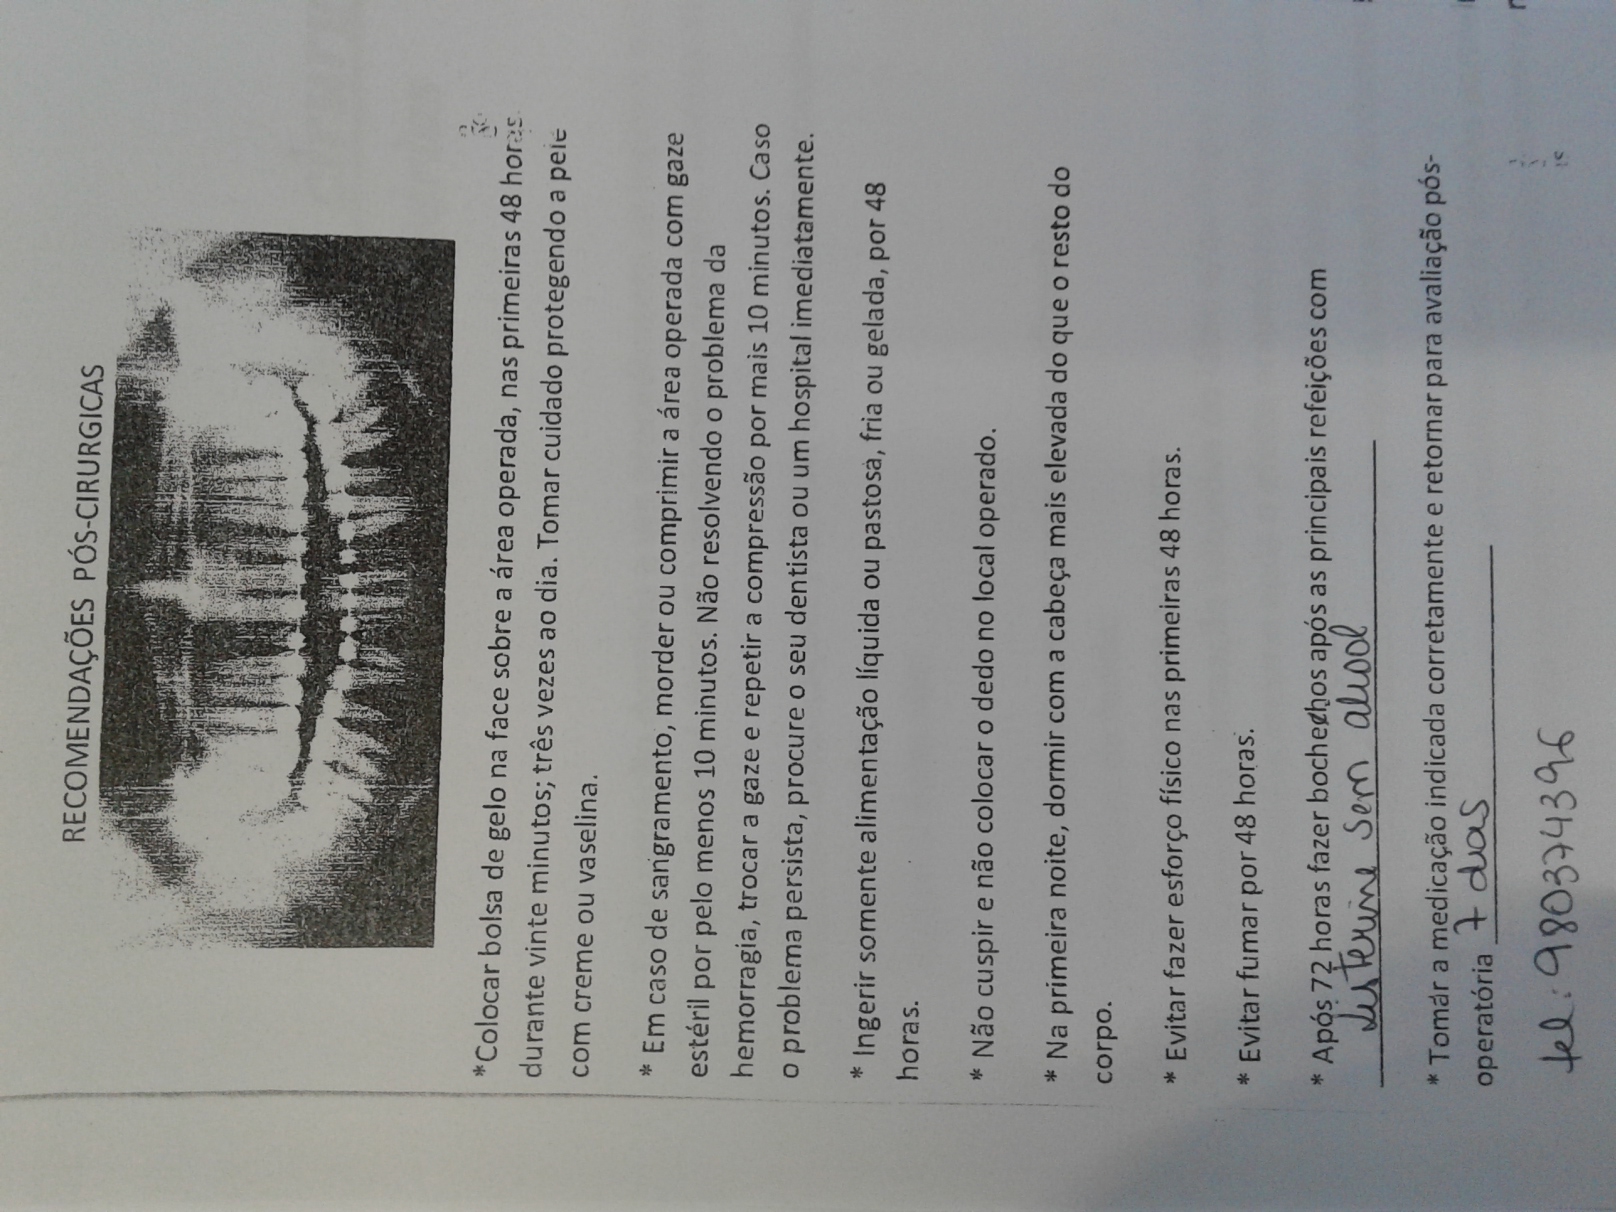 RECOMENDAÇÕES PÓS-CIRURGICAS
*Colocar bolsa de gelo na face sobre a área operada, nas primeiras 48 horas
durante vinte minutos; três vezes ao dia. Tomar cuidado protegendo a pele
com creme ou vaselina.
* Em caso de sangramento, morder ou comprimir a área operada com gaze
estéril por pelo menos 10 minutos. Não resolvendo o problema da
hemorragia, trocar a gaze e repetir a compressão por mais 10 minutos. Caso
o problema persista, procure o seu dentista ou um hospital imediatamente.
* Ingerir somente alimentação líquida ou pastosa, fria ou gelada, por 48
horas.
* Não cuspir e não colocar o dedo no local operado.
* Na primeira noite, dormir com a cabeça mais elevada do que o resto do
corpo.
* Evitar fazer esforço físico nas primeiras 48 horas.
* Evitar fumar por 48 horas.
* Após 72 horas fazer bochechos após as principais refeições com
Listerine sem alcool
* Tomar a medicação indicada corretamente e retornar para avaliação pós-
operatória 7 dias
tel: 980374396